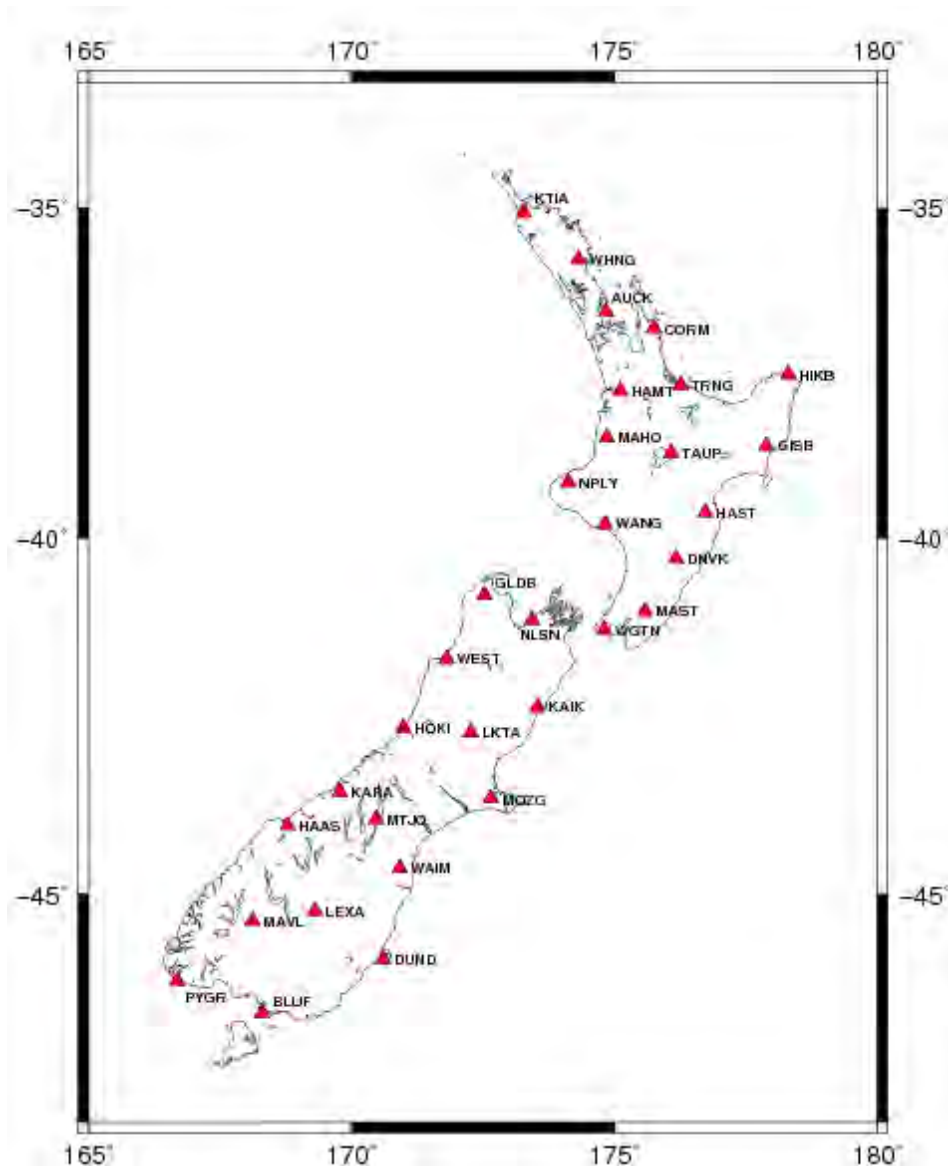 165° 170° 175° 180°
KTIA
-35° -35°
WHNG
AUCK
CORM
HIKB
TRNG
HAMT
MAHO
GISB
TAUP
NPLY
HAST
WANG
-40° -40°
DNVK
GLDB
MAST
WGTN
NLSN
WEST
KAIK
HOKI
LKTA
KARA
MQZG
MTJO
HAAS
WAIM
-45° -45°
LEXA
MAVL
DUND
PYGR
BLUF
165° 170° 175° 180°